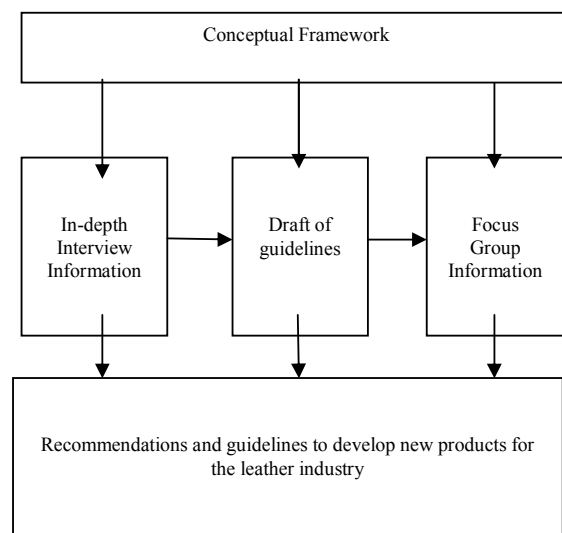 Conceptual Framework
In-depth
Interview
Information
Draft of
guidelines
Focus
Group
Information
Recommendations and guidelines to develop new products for
the leather industry